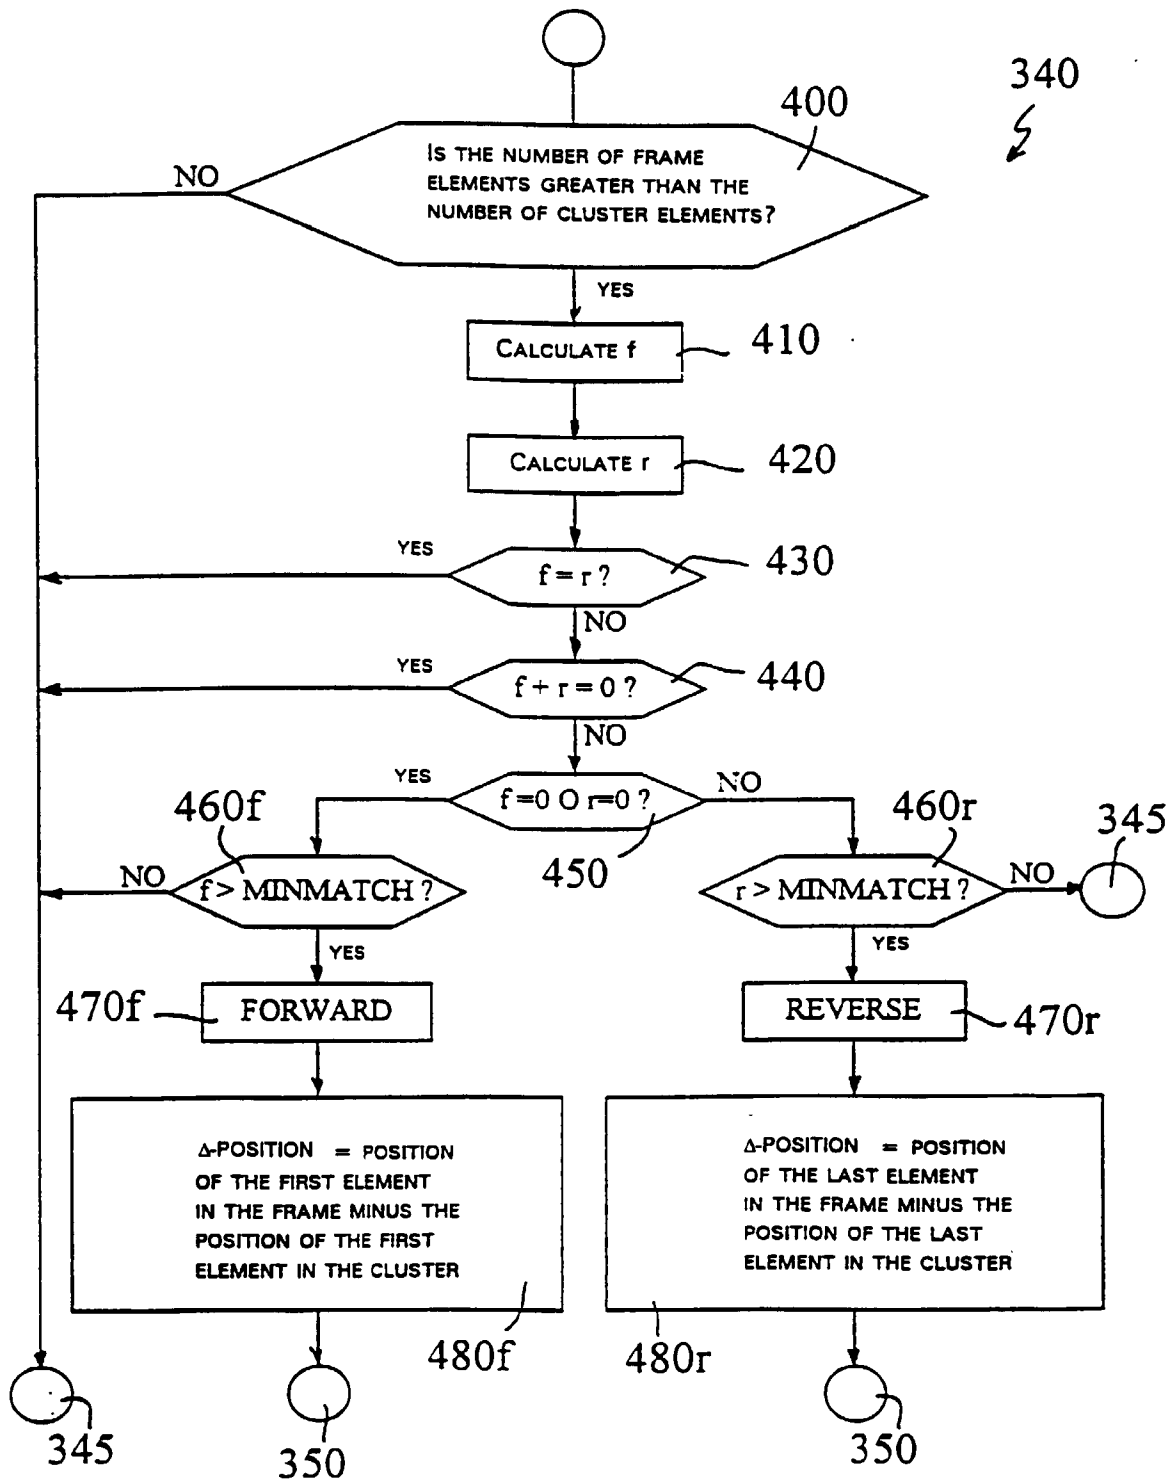 340
400
NO
IS THE NUMBER OF FRAME
ELEMENTS GREATER THAN THE
NUMBER OF CLUSTER ELEMENTS?
YES
CALCULATE f
410
CALCULATE r
420
YES
f = r ?
430
NO
YES
f + r = 0 ?
440
NO
YES
f =0 O r=0 ?
NO
450
460f
NO
f > MINMATCH ?
YES
460r
r > MINMATCH ?
NO
345
YES
470f
FORWARD
REVERSE
470r
Δ-POSITION = POSITION
OF THE FIRST ELEMENT
IN THE FRAME MINUS THE
POSITION OF THE FIRST
ELEMENT IN THE CLUSTER
480f
Δ-POSITION = POSITION
OF THE LAST ELEMENT
IN THE FRAME MINUS THE
POSITION OF THE LAST
ELEMENT IN THE CLUSTER
480r
345
350
350